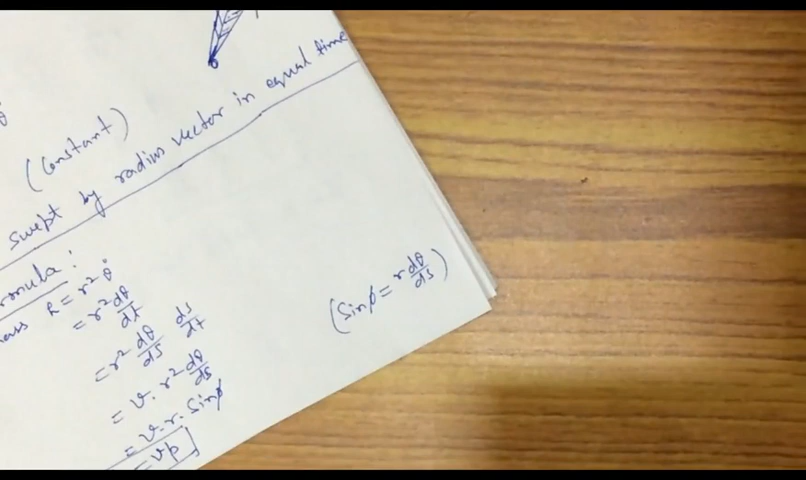 (Constant)
swept by radius vector in equal time
rmula :
h = r² θ̇
= r² dθ/dt
= r² dθ/ds ds/dt
= v · r² dθ/ds (Sinφ = r dθ/ds)
= v · r · Sinφ
= vp